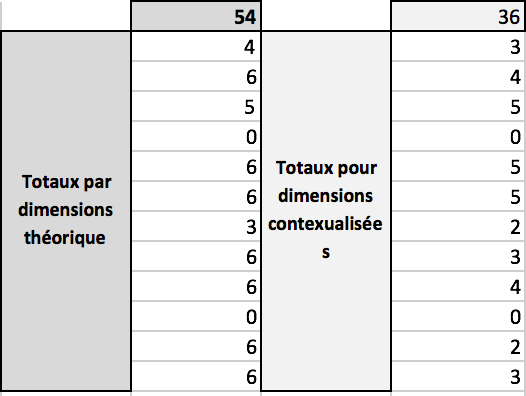 54 36
4 3
6 4
5 5
0 0
6 5
Totaux par
dimensions
théorique
Totaux pour
dimensions
contexualisée
s
6 5
3 2
6 3
6 4
0 0
6 2
6 3